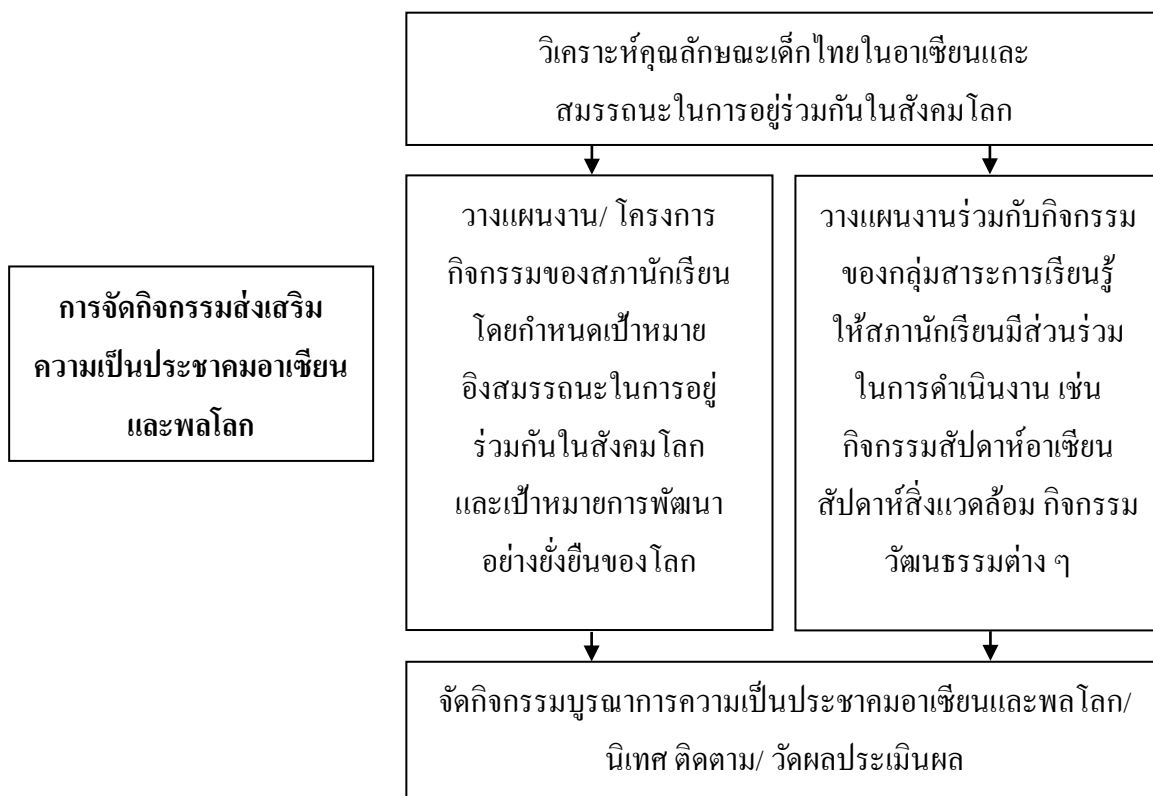 วิเคราะห์คุณลักษณะเด็กไทยในอาเซียนและ
สมรรถนะในการอยู่ร่วมกันในสังคมโลก
การจัดกิจกรรมส่งเสริม
ความเป็นประชาคมอาเซียน
และพลโลก
วางแผนงาน/ โครงการ
กิจกรรมของสภานักเรียน
โดยกำหนดเป้าหมาย
อิงสมรรถนะในการอยู่
ร่วมกันในสังคมโลก
และเป้าหมายการพัฒนา
อย่างยั่งยืนของโลก
วางแผนงานร่วมกับกิจกรรม
ของกลุ่มสาระการเรียนรู้
ให้สภานักเรียนมีส่วนร่วม
ในการดำเนินงาน เช่น
กิจกรรมสัปดาห์อาเซียน
สัปดาห์สิ่งแวดล้อม กิจกรรม
วัฒนธรรมต่าง ๆ
จัดกิจกรรมบูรณาการความเป็นประชาคมอาเซียนและพลโลก/
นิเทศ ติดตาม/ วัดผลประเมินผล